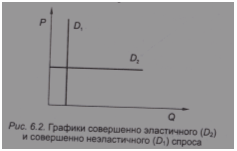 P
D₁
D₂
Q
Рис. 6.2. Графики совершенно эластичного (D₂)
и совершенно неэластичного (D₁) спроса